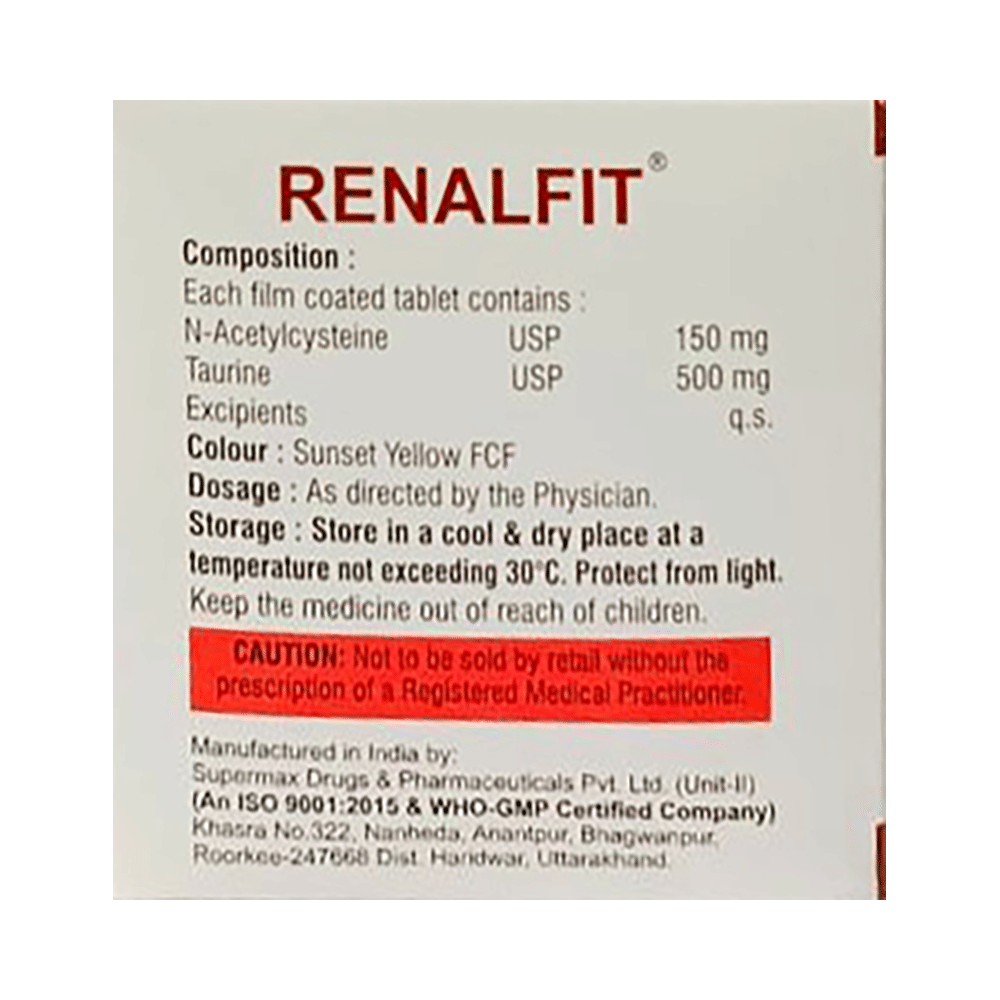 RENALFIT®
Composition :
Each film coated tablet contains :
N-Acetylcysteine USP 150 mg
Taurine USP 500 mg
Excipients q.s.
Colour : Sunset Yellow FCF
Dosage : As directed by the Physician.
Storage : Store in a cool & dry place at a
temperature not exceeding 30°C. Protect from light.
Keep the medicine out of reach of children.
CAUTION: Not to be sold by retail without the
prescription of a Registered Medical Practitioner.
Manufactured in India by:
Supermax Drugs & Pharmaceuticals Pvt. Ltd. (Unit-II)
(An ISO 9001:2015 & WHO-GMP Certified Company)
Khasra No.322, Nanheda, Anantpur, Bhagwanpur,
Roorkee-247668 Dist. Haridwar, Uttarakhand.